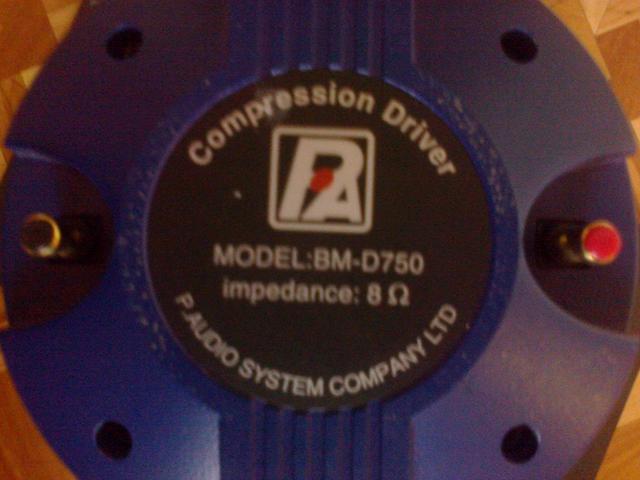 Compression Driver
PA
MODEL:BM-D750
impedance: 8 Ω
P.AUDIO SYSTEM COMPANY LTD